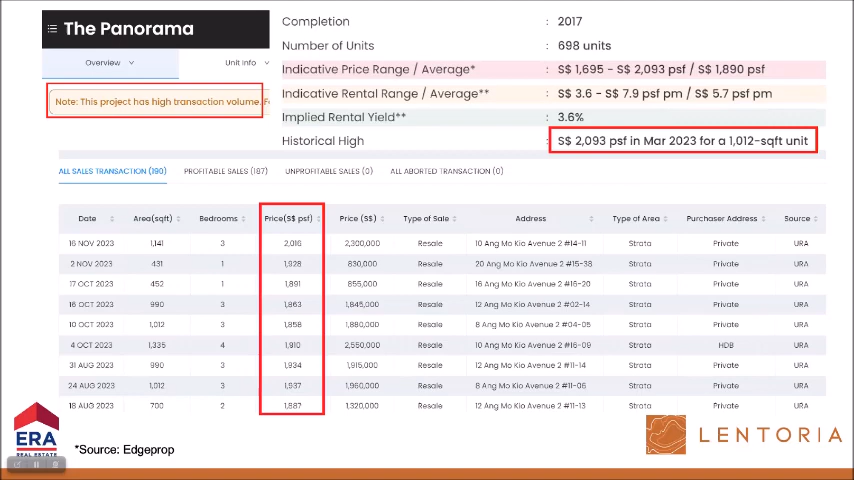 The Panorama
Overview
Unit Info
Note: This project has high transaction volume.
Completion : 2017
Number of Units : 698 units
Indicative Price Range / Average* : S$ 1,695 - S$ 2,093 psf / S$ 1,890 psf
Indicative Rental Range / Average** : S$ 3.6 - S$ 7.9 psf pm / S$ 5.7 psf pm
Implied Rental Yield** : 3.6%
Historical High : S$ 2,093 psf in Mar 2023 for a 1,012-sqft unit
ALL SALES TRANSACTION (190) PROFITABLE SALES (187) UNPROFITABLE SALES (0) ALL ABORTED TRANSACTION (0)
Date Area(sqft) Bedrooms Price(S$ psf) Price (S$) Type of Sale Address Type of Area Purchaser Address Source
16 NOV 2023 1,141 3 2,016 2,300,000 Resale 10 Ang Mo Kio Avenue 2 #14-11 Strata Private URA
2 NOV 2023 431 1 1,928 830,000 Resale 20 Ang Mo Kio Avenue 2 #15-38 Strata Private URA
17 OCT 2023 452 1 1,891 855,000 Resale 16 Ang Mo Kio Avenue 2 #16-20 Strata Private URA
16 OCT 2023 990 3 1,863 1,845,000 Resale 12 Ang Mo Kio Avenue 2 #02-14 Strata Private URA
10 OCT 2023 1,012 3 1,858 1,880,000 Resale 8 Ang Mo Kio Avenue 2 #04-05 Strata Private URA
4 OCT 2023 1,335 4 1,910 2,550,000 Resale 10 Ang Mo Kio Avenue 2 #16-09 Strata HDB URA
31 AUG 2023 990 3 1,934 1,915,000 Resale 12 Ang Mo Kio Avenue 2 #11-14 Strata Private URA
24 AUG 2023 1,012 3 1,937 1,960,000 Resale 8 Ang Mo Kio Avenue 2 #11-06 Strata Private URA
18 AUG 2023 700 2 1,887 1,320,000 Resale 12 Ang Mo Kio Avenue 2 #11-13 Strata Private URA
ERA
REAL ESTATE
*Source: Edgeprop
LENTORIA